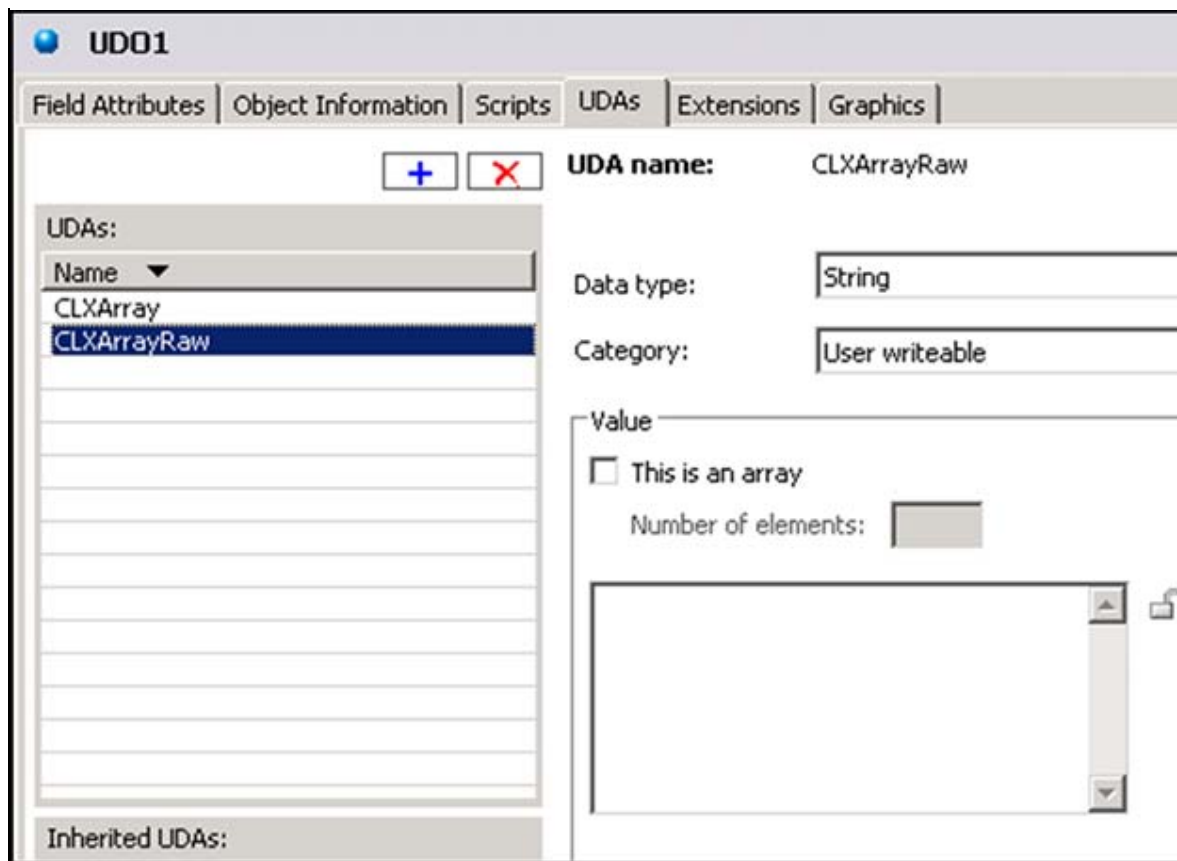 UDO1
Field Attributes
Object Information
Scripts
UDAs
Extensions
Graphics
UDAs:
Name
CLXArray
CLXArrayRaw
Inherited UDAs:
UDA name: CLXArrayRaw
Data type: String
Category: User writeable
Value
This is an array
Number of elements: